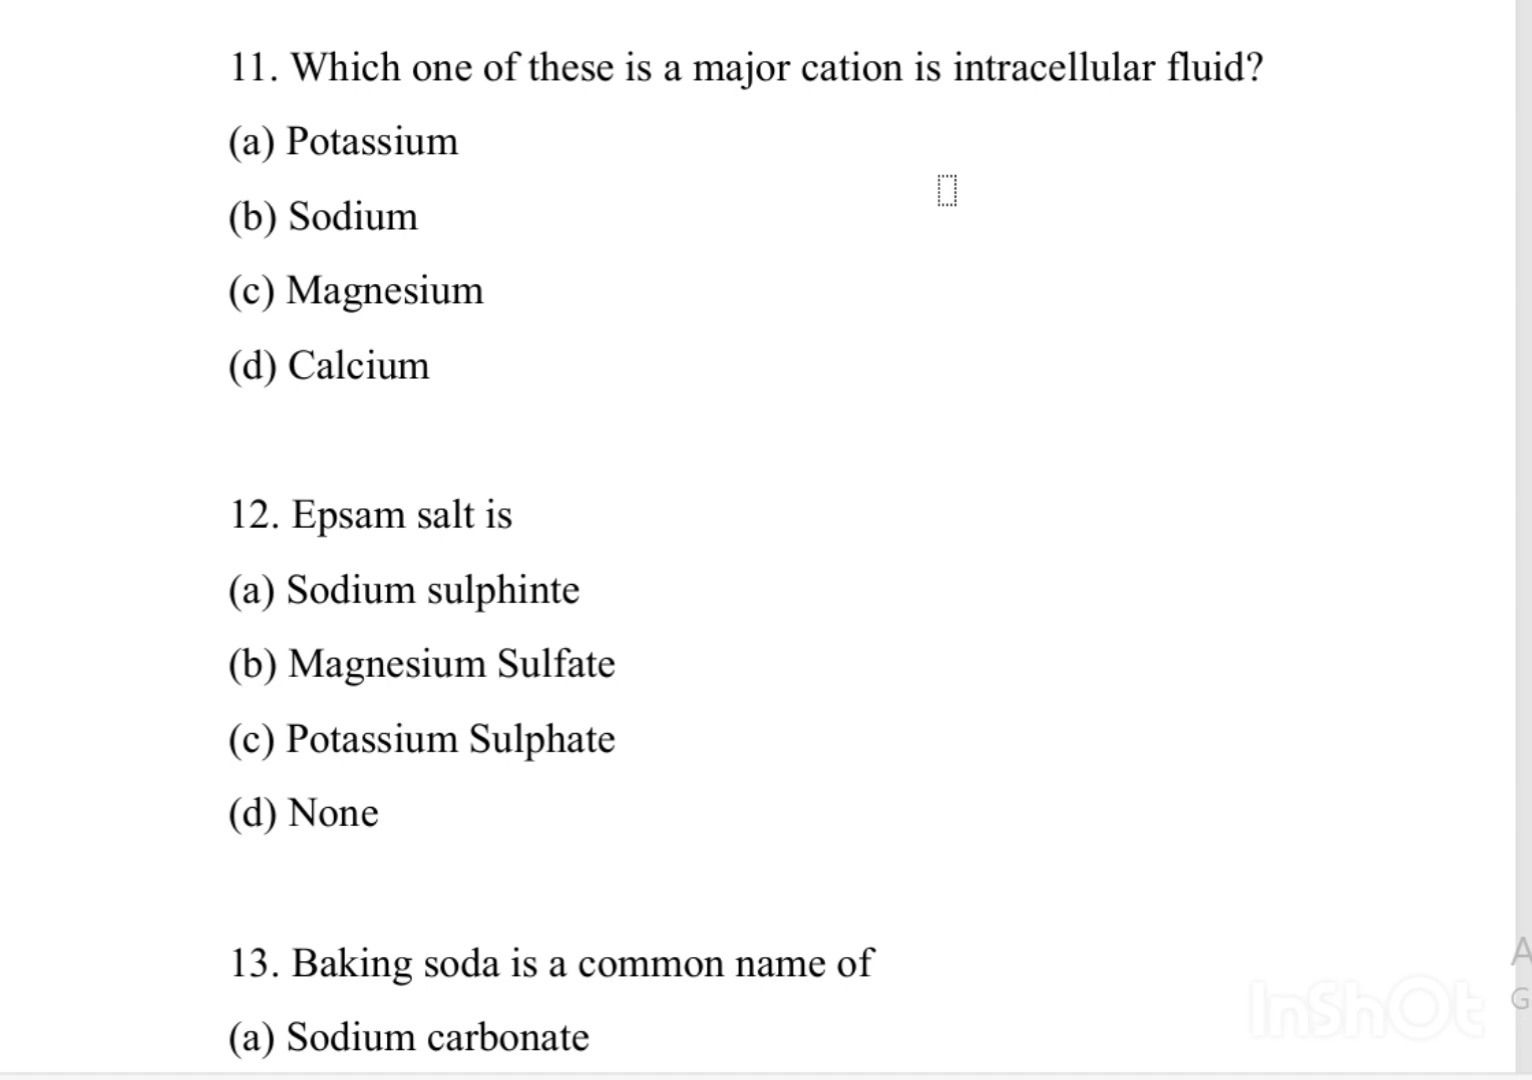 11. Which one of these is a major cation is intracellular fluid?
(a) Potassium
(b) Sodium
(c) Magnesium
(d) Calcium
12. Epsam salt is
(a) Sodium sulphinte
(b) Magnesium Sulfate
(c) Potassium Sulphate
(d) None
13. Baking soda is a common name of
(a) Sodium carbonate
InShOt
A
G